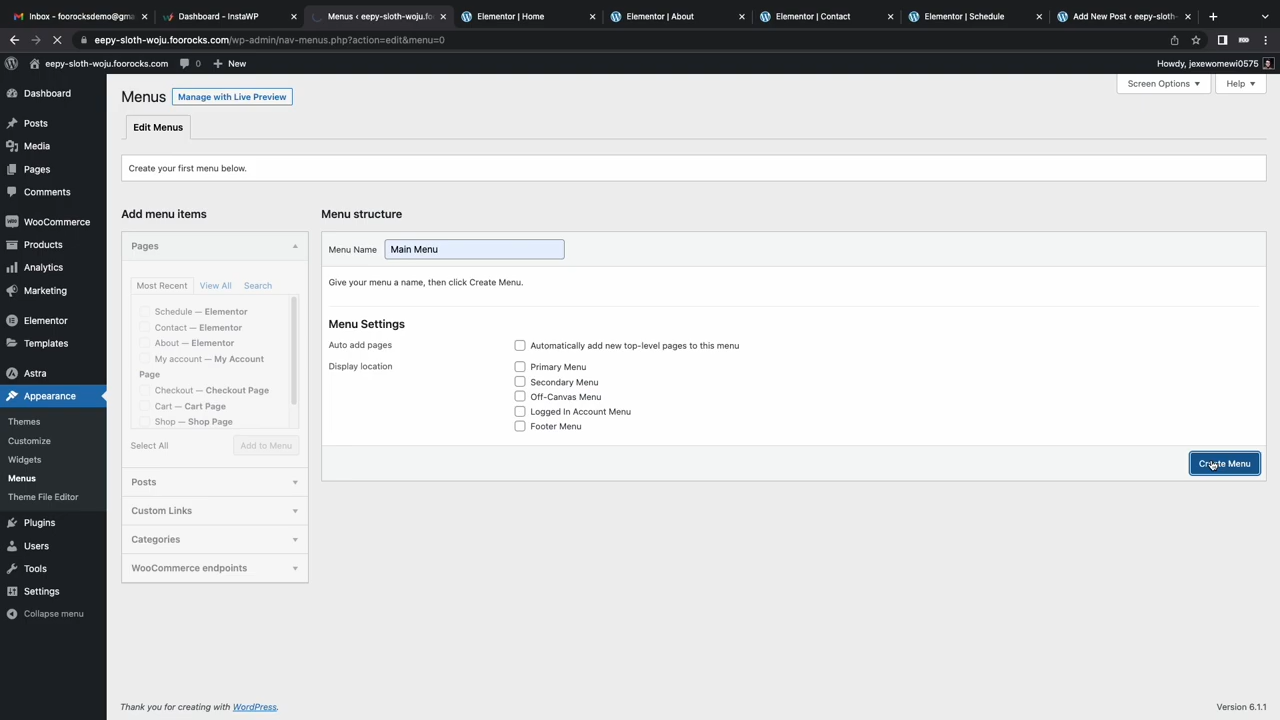 Inbox - foorocksdemo@gma
Dashboard - InstaWP
Menus ‹ eepy-sloth-woju.fo
Elementor | Home
Elementor | About
Elementor | Contact
Elementor | Schedule
Add New Post ‹ eepy-sloth-
eepy-sloth-woju.foorocks.com/wp-admin/nav-menus.php?action=edit&menu=0
eepy-sloth-woju.foorocks.com
0
New
Howdy, jexewomewi0575
Dashboard
Posts
Media
Pages
Comments
WooCommerce
Products
Analytics
Marketing
Elementor
Templates
Astra
Appearance
Themes
Customize
Widgets
Menus
Theme File Editor
Plugins
Users
Tools
Settings
Collapse menu
Menus
Manage with Live Preview
Screen Options
Help
Edit Menus
Create your first menu below.
Add menu items
Pages
Most Recent
View All
Search
Schedule — Elementor
Contact — Elementor
About — Elementor
My account — My Account
Page
Checkout — Checkout Page
Cart — Cart Page
Shop — Shop Page
Select All
Add to Menu
Posts
Custom Links
Categories
WooCommerce endpoints
Menu structure
Menu Name
Main Menu
Give your menu a name, then click Create Menu.
Menu Settings
Auto add pages
Automatically add new top-level pages to this menu
Display location
Primary Menu
Secondary Menu
Off-Canvas Menu
Logged In Account Menu
Footer Menu
Create Menu
Thank you for creating with WordPress.
Version 6.1.1